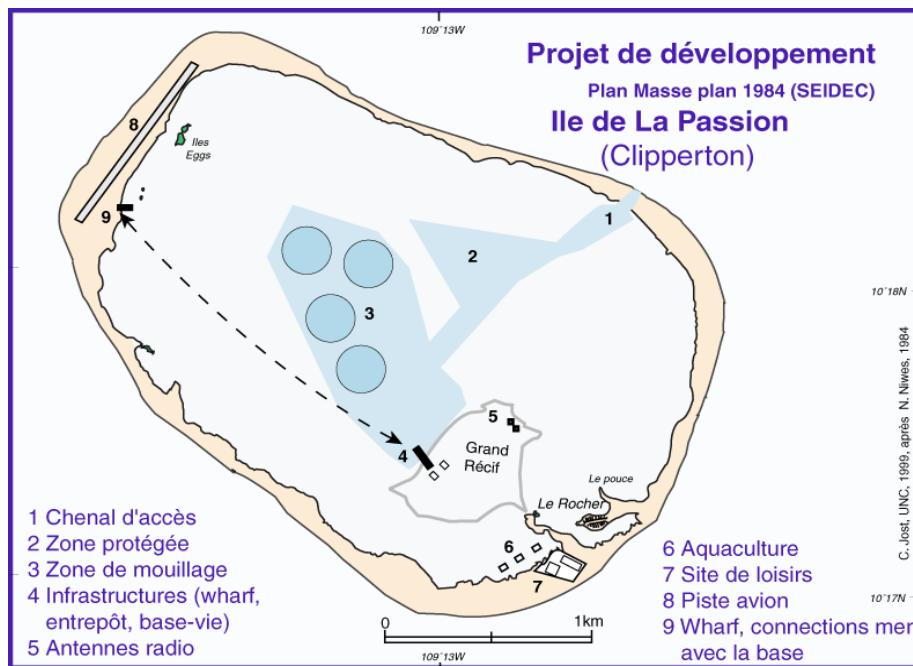 109°13W
Projet de développement
Plan Masse plan 1984 (SEIDEC)
Ile de La Passion
(Clipperton)
8
Iles
Eggs
9
1
2
3
10°18N
5
4
Grand
Récif
Le pouce
Le Rocher
6
7
1 Chenal d'accès
2 Zone protégée
3 Zone de mouillage
4 Infrastructures (wharf,
entrepôt, base-vie)
5 Antennes radio
6 Aquaculture
7 Site de loisirs
8 Piste avion
9 Wharf, connections mer
avec la base
10°17N
0
1km
109°13W
C. Jost, UNC, 1999, après N. Niwes, 1984